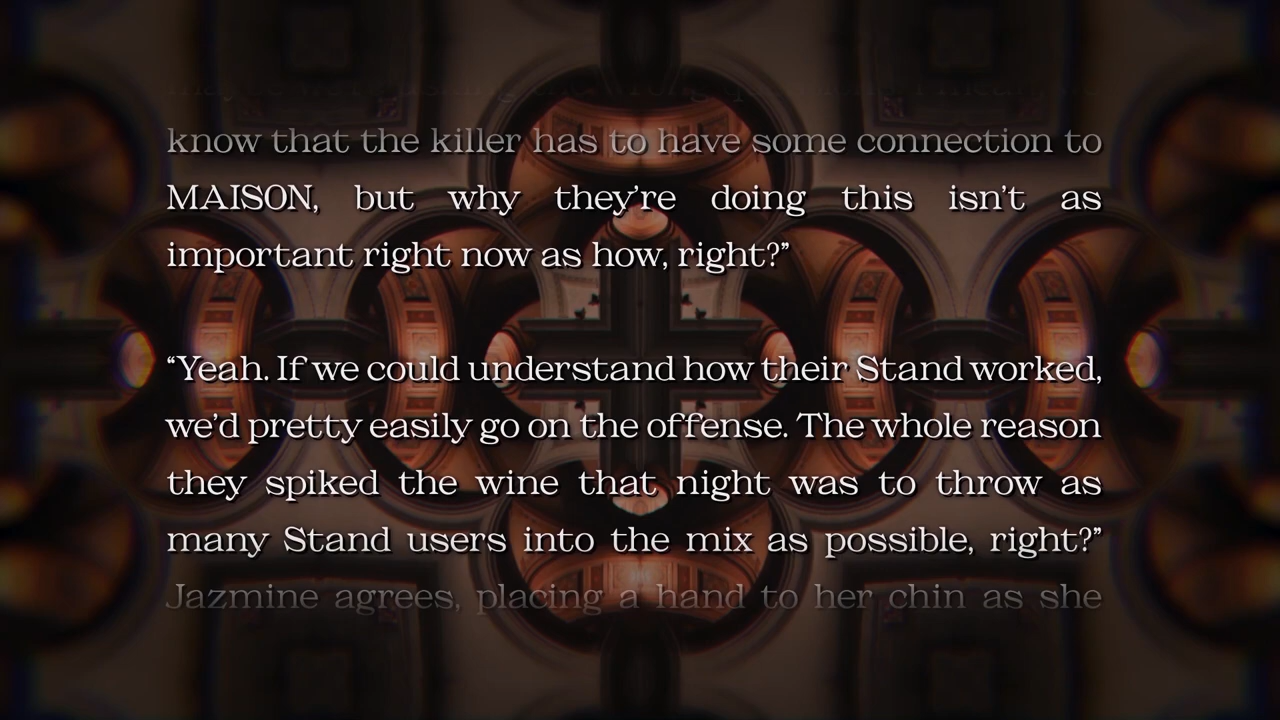 know that the killer has to have some connection to
MAISON, but why they’re doing this isn’t as
important right now as how, right?”
“Yeah. If we could understand how their Stand worked,
we’d pretty easily go on the offense. The whole reason
they spiked the wine that night was to throw as
many Stand users into the mix as possible, right?”
Jazmine agrees, placing a hand to her chin as she